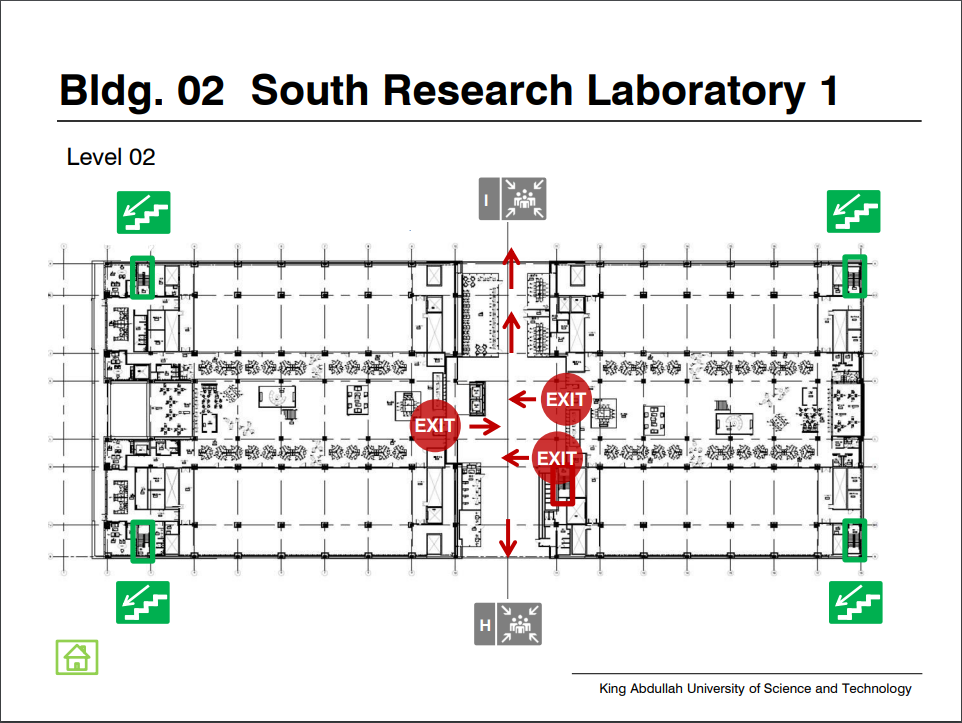 Bldg. 02 South Research Laboratory 1
Level 02
I
EXIT
EXIT
EXIT
H
King Abdullah University of Science and Technology